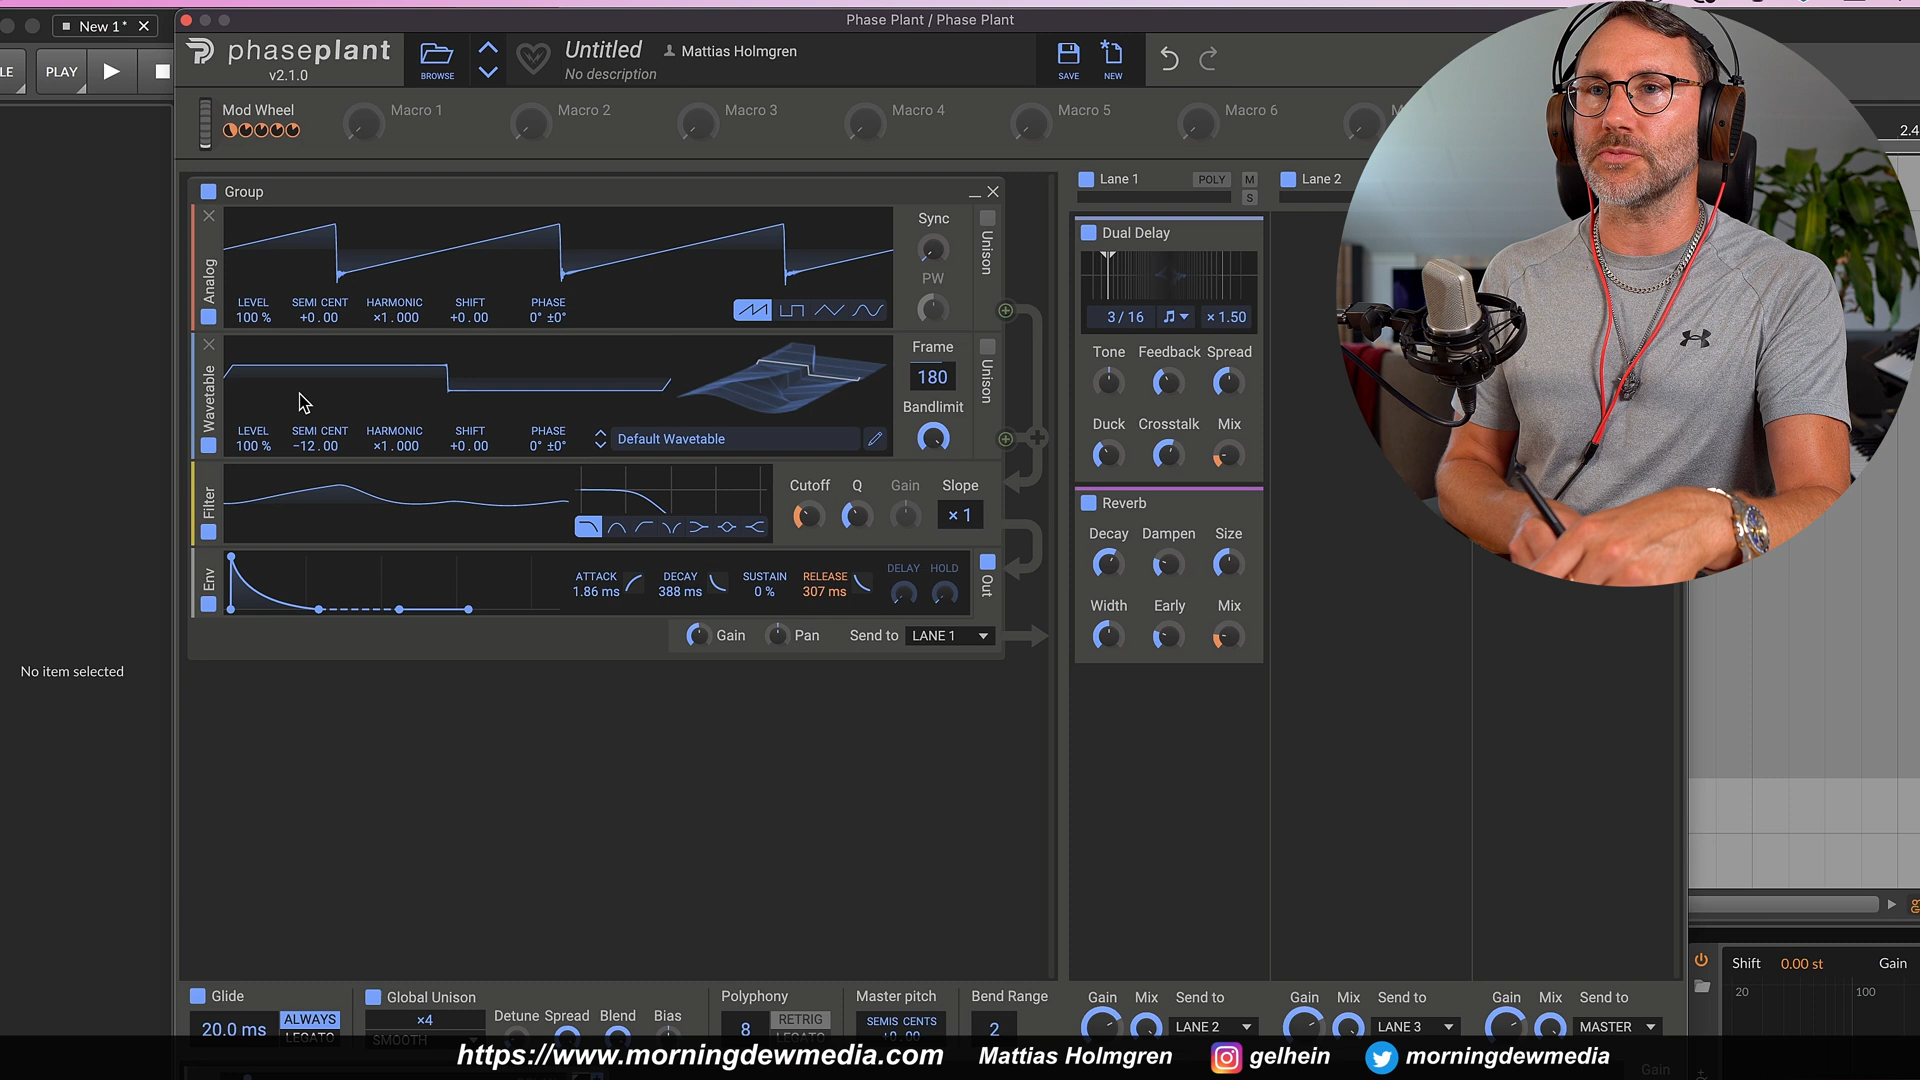 New 1*
Phase Plant / Phase Plant
PLAY
phaseplant
v2.1.0
BROWSE
Untitled
Mattias Holmgren
No description
SAVE
NEW
Mod Wheel
Macro 1
Macro 2
Macro 3
Macro 4
Macro 5
Macro 6
2.4
Group
Analog
LEVEL SEMI CENT HARMONIC SHIFT PHASE
100 % +0.00 ×1.000 +0.00 0° ±0°
Sync
PW
Unison
Wavetable
LEVEL SEMI CENT HARMONIC SHIFT PHASE
100 % −12.00 ×1.000 +0.00 0° ±0°
Default Wavetable
Frame
180
Bandlimit
Unison
Filter
Cutoff Q Gain Slope
× 1
Env
ATTACK DECAY SUSTAIN RELEASE DELAY HOLD
1.86 ms 388 ms 0 % 307 ms
Out
Gain Pan Send to LANE 1
Lane 1 POLY M
S
Lane 2
Dual Delay
3 / 16 × 1.50
Tone Feedback Spread
Duck Crosstalk Mix
Reverb
Decay Dampen Size
Width Early Mix
No item selected
Glide
20.0 ms ALWAYS
LEGATO
Global Unison
×4
SMOOTH
Detune Spread Blend Bias
Polyphony
8 RETRIG
LEGATO
Master pitch
SEMIS CENTS
+0.00
Bend Range
2
Gain Mix Send to
LANE 2
Gain Mix Send to
LANE 3
Gain Mix Send to
MASTER
Shift 0.00 st Gain
20 100
Gain
https://www.morningdewmedia.com Mattias Holmgren gelhein morningdewmedia